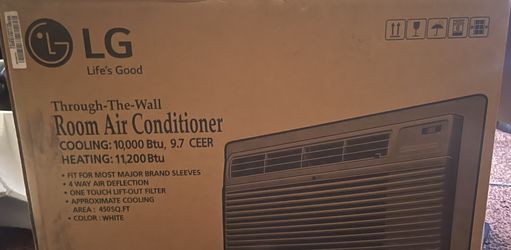 LG
Life's Good
Through-The-Wall
Room Air Conditioner
COOLING: 10,000 Btu, 9.7 CEER
HEATING: 11,200 Btu
• FIT FOR MOST MAJOR BRAND SLEEVES
• 4 WAY AIR DEFLECTION
• ONE TOUCH LIFT-OUT FILTER
• APPROXIMATE COOLING
AREA : 450SQ.FT
• COLOR : WHITE